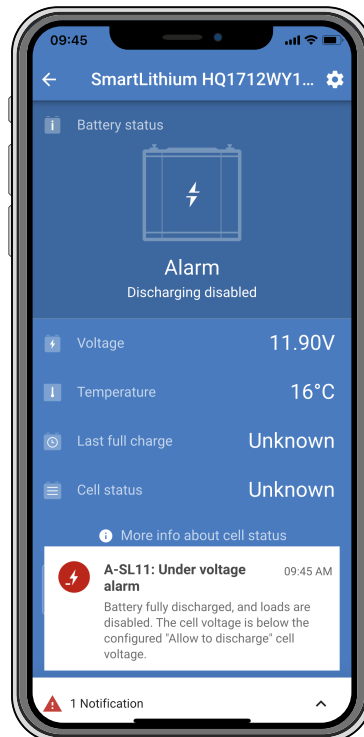 09:45
SmartLithium HQ1712WY1...
Battery status
Alarm
Discharging disabled
Voltage 11.90V
Temperature 16°C
Last full charge Unknown
Cell status Unknown
More info about cell status
A-SL11: Under voltage alarm 09:45 AM
Battery fully discharged, and loads are
disabled. The cell voltage is below the
configured "Allow to discharge" cell
voltage.
1 Notification